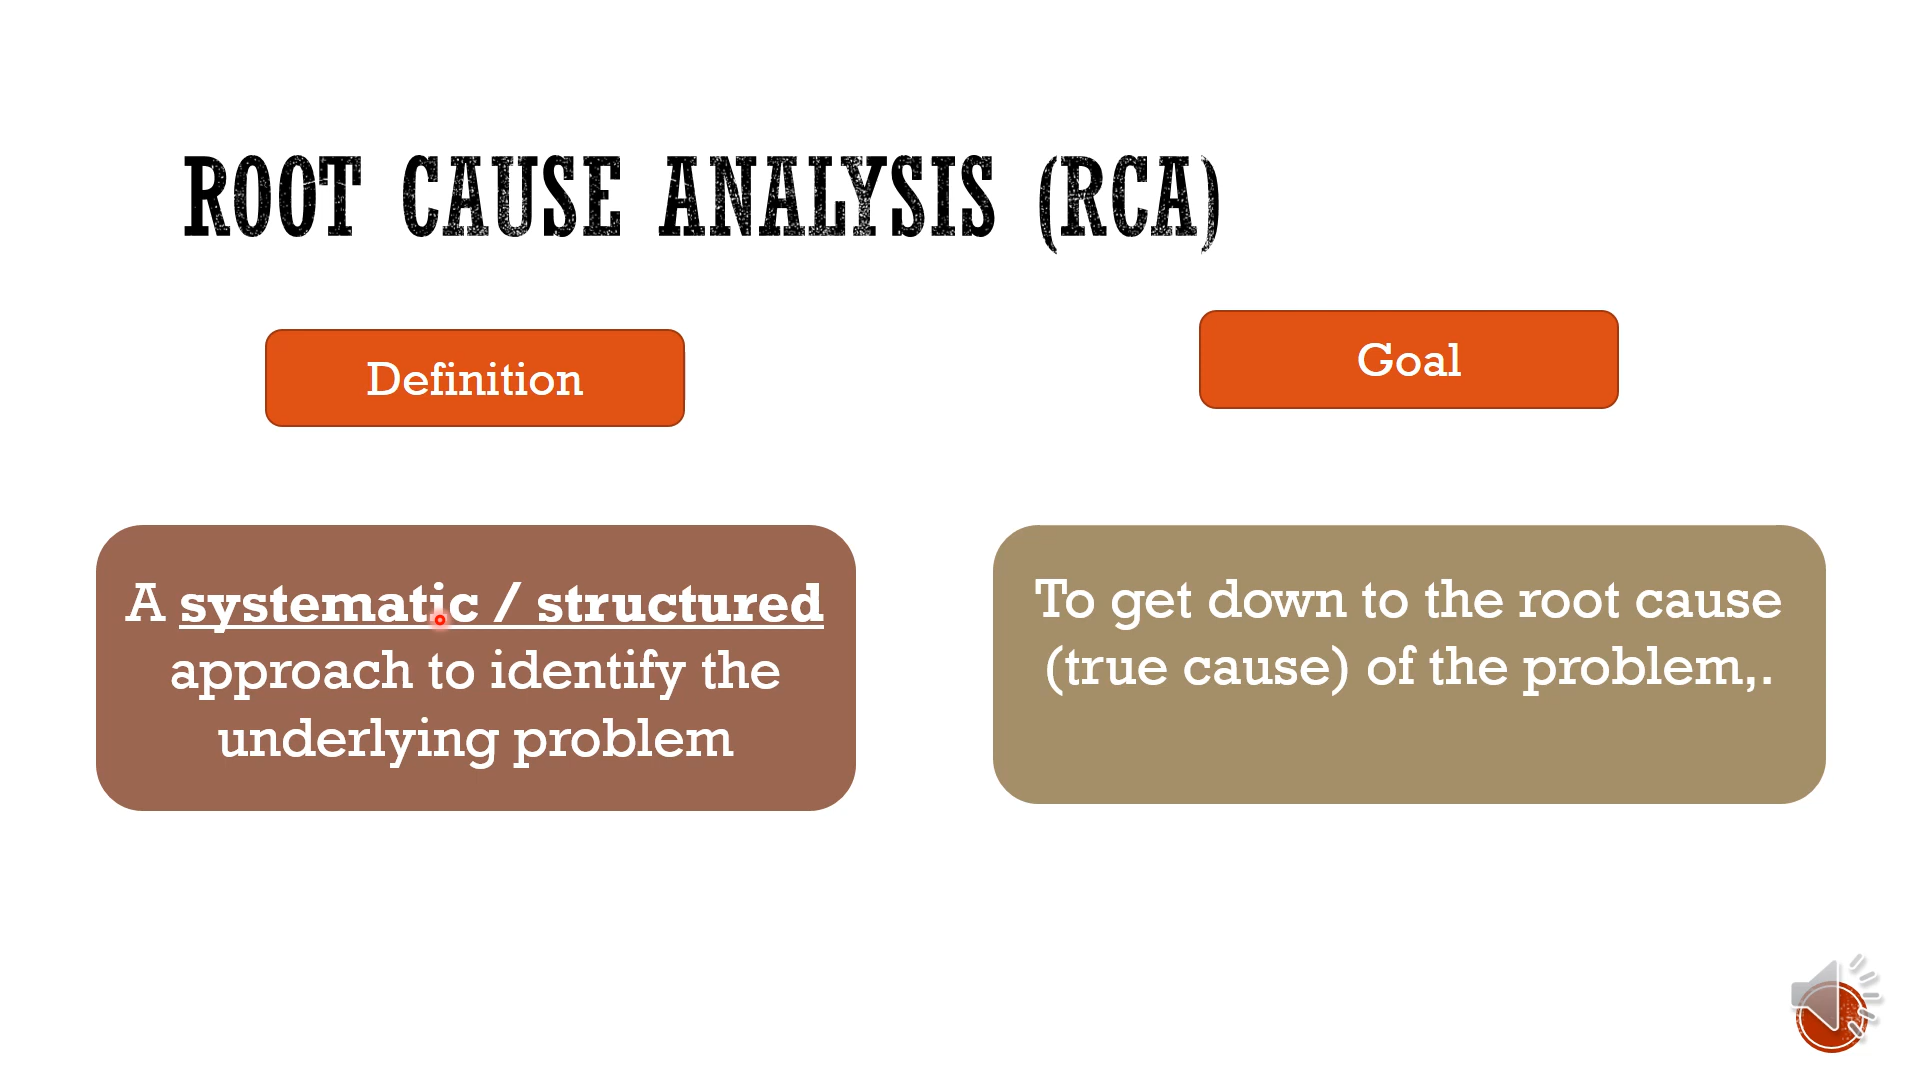 ROOT CAUSE ANALYSIS (RCA)
Definition
Goal
A systematic / structured
approach to identify the
underlying problem
To get down to the root cause
(true cause) of the problem,.